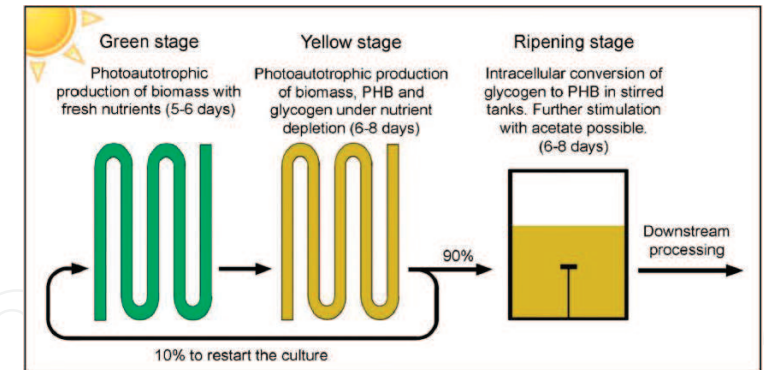 Green stage
Photoautotrophic
production of biomass with
fresh nutrients (5-6 days)
Yellow stage
Photoautotrophic production
of biomass, PHB and
glycogen under nutrient
depletion (6-8 days)
Ripening stage
Intracellular conversion of
glycogen to PHB in stirred
tanks. Further stimulation
with acetate possible.
(6-8 days)
90%
Downstream
processing
10% to restart the culture